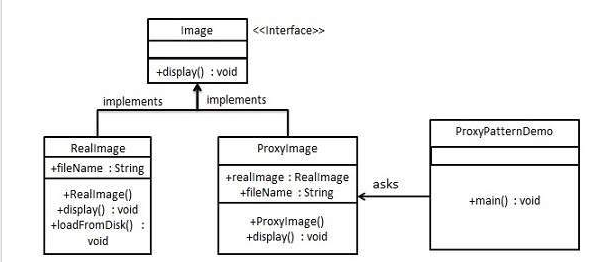 Image
<<Interface>>
+display() : void
implements
implements
RealImage
+fileName : String
+RealImage()
+display() : void
+loadFromDisk() :
void
ProxyImage
+realImage : RealImage
+fileName : String
+ProxyImage()
+display() : void
asks
ProxyPatternDemo
+main() : void